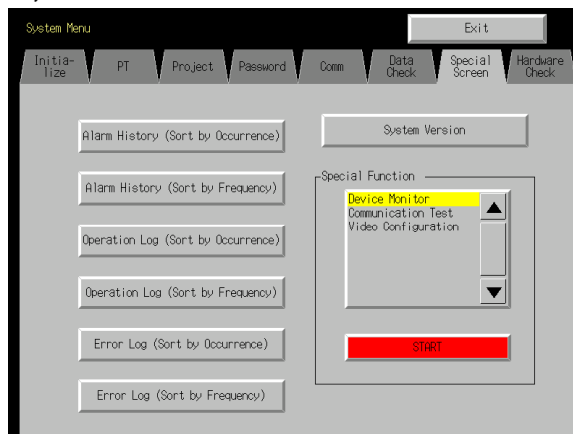 System Menu
Exit
Initia-
lize
PT
Project
Password
Comm
Data
Check
Special
Screen
Hardware
Check
Alarm History (Sort by Occurrence)
Alarm History (Sort by Frequency)
Operation Log (Sort by Occurrence)
Operation Log (Sort by Frequency)
Error Log (Sort by Occurrence)
Error Log (Sort by Frequency)
System Version
Special Function
Device Monitor
Communication Test
Video Configuration
START